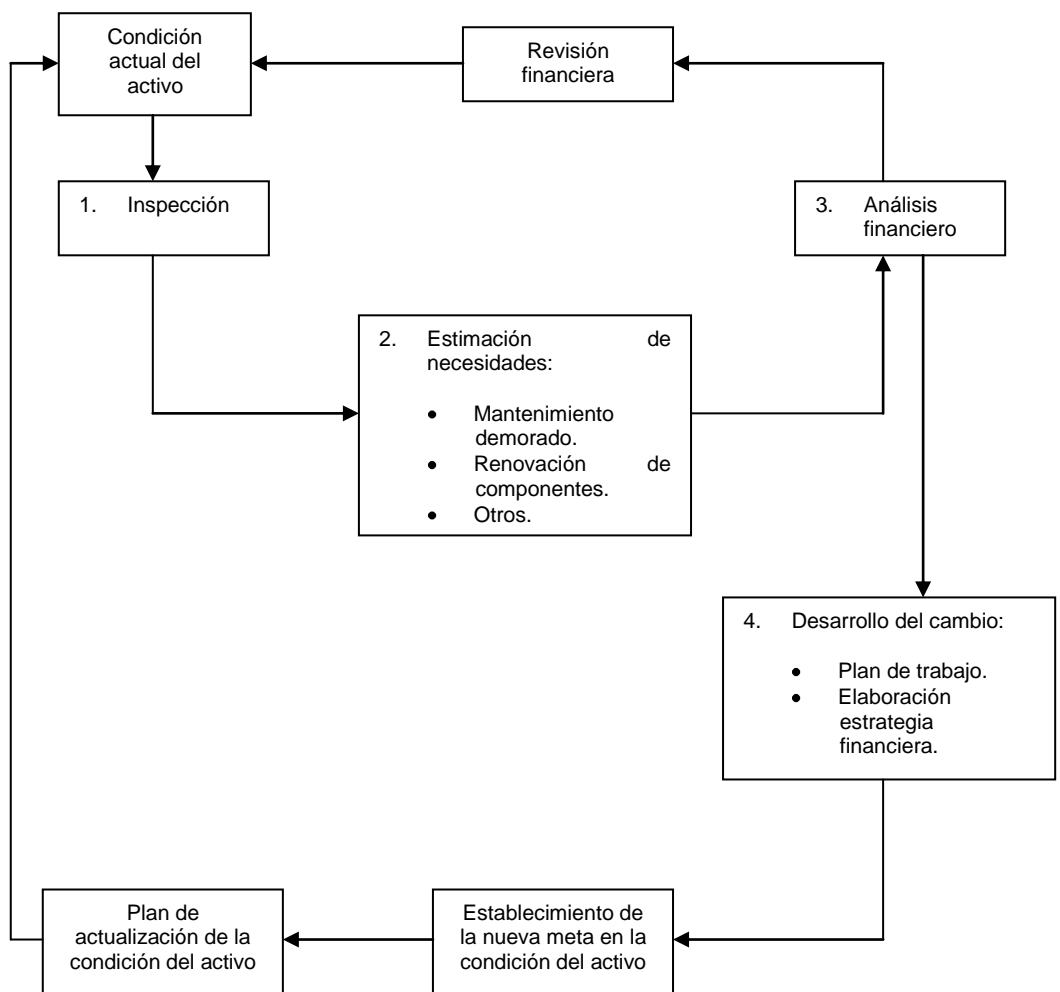 Condición
actual del
activo
Revisión
financiera
1. Inspección
3. Análisis
financiero
2. Estimación de
necesidades:
• Mantenimiento
demorado.
• Renovación de
componentes.
• Otros.
4. Desarrollo del cambio:
• Plan de trabajo.
• Elaboración
estrategia
financiera.
Plan de
actualización de la
condición del activo
Establecimiento de
la nueva meta en la
condición del activo